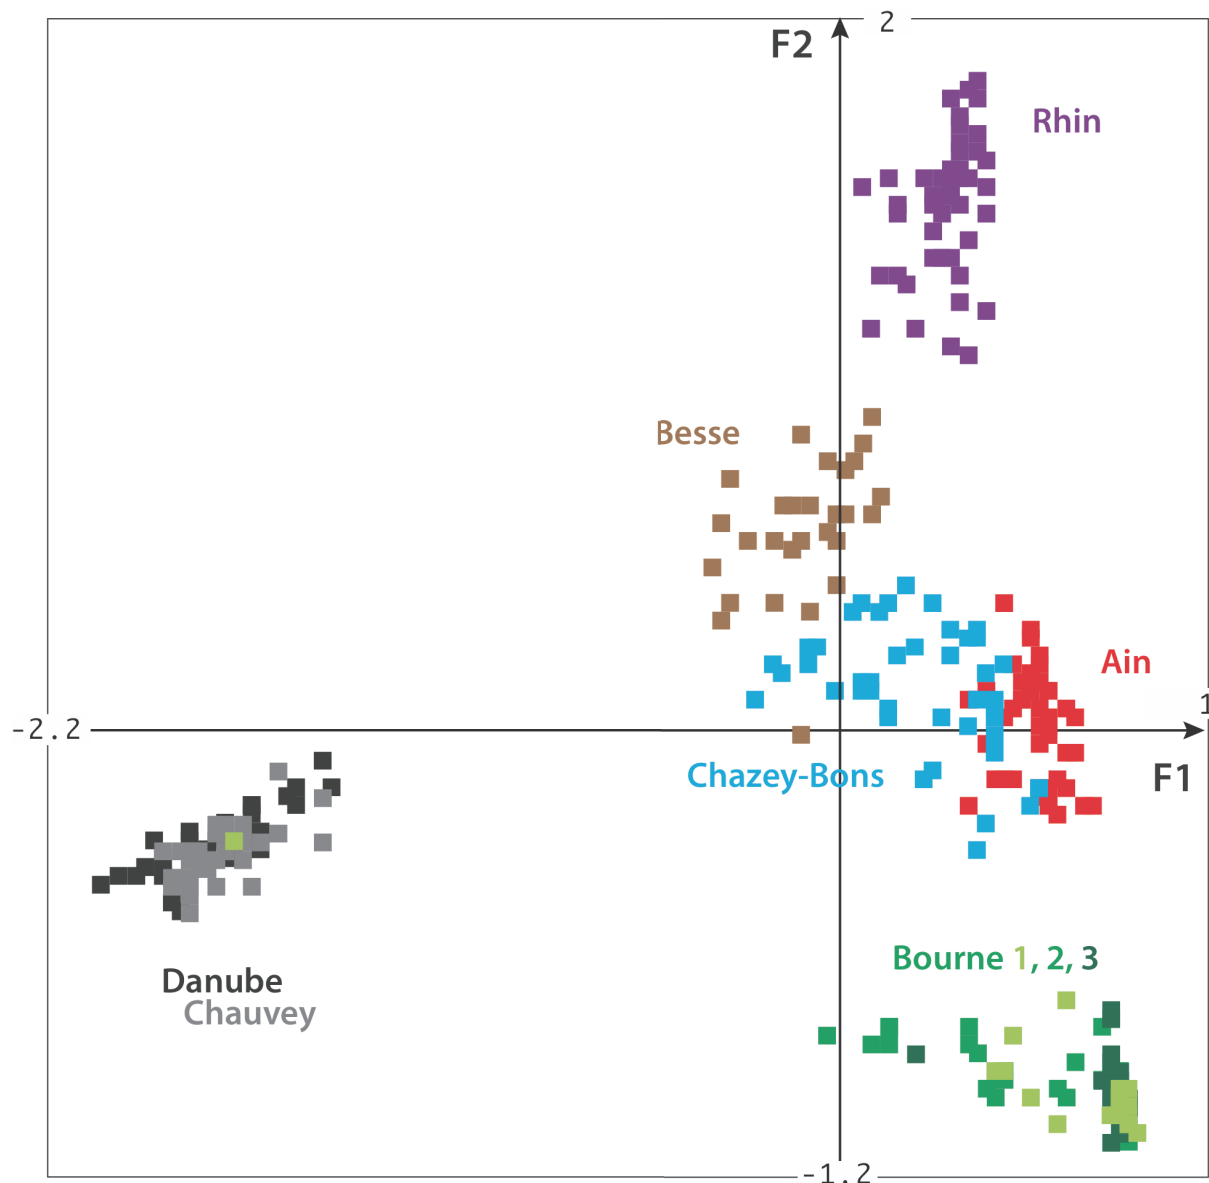 2
F2
Rhin
Besse
Ain
1
-2.2
F1
Chazey-Bons
Bourne 1, 2, 3
Danube
Chauvey
-1.2